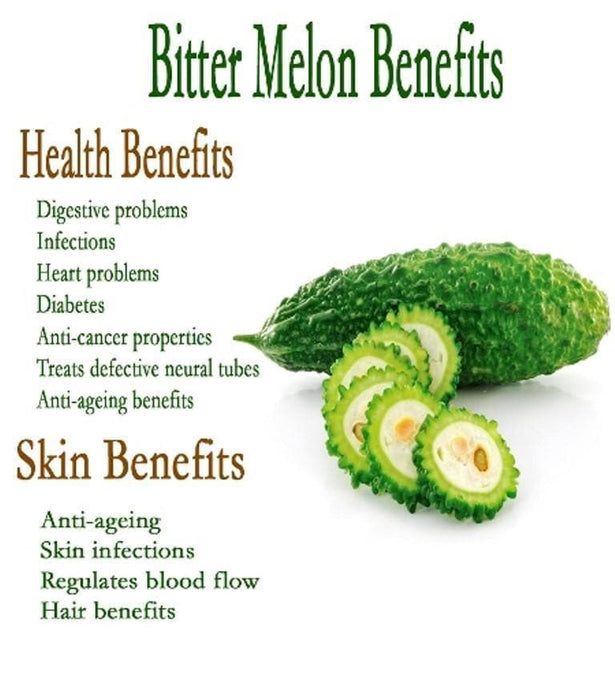 Bitter Melon Benefits
Health Benefits
Digestive problems
Infections
Heart problems
Diabetes
Anti-cancer properties
Treats defective neural tubes
Anti-ageing benefits
Skin Benefits
Anti-ageing
Skin infections
Regulates blood flow
Hair benefits